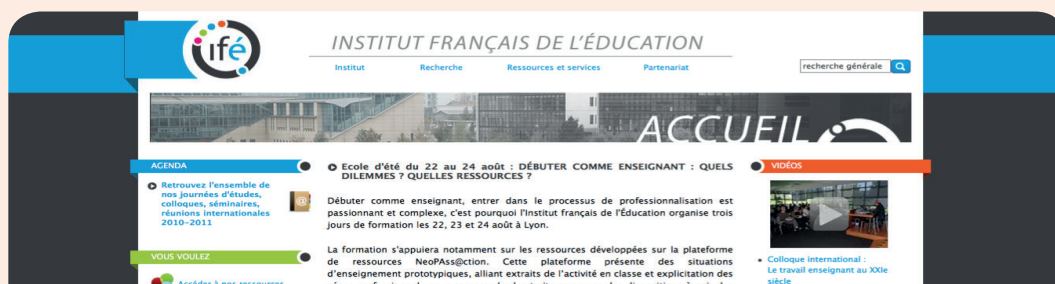 ifé
INSTITUT FRANÇAIS DE L'ÉDUCATION
Institut Recherche Ressources et services Partenariat
recherche générale
ACCUEIL
AGENDA
Retrouvez l'ensemble de
nos journées d'études,
colloques, séminaires,
réunions internationales
2010-2011
VOUS VOULEZ
Accéder à nos ressources
Ecole d'été du 22 au 24 août : DÉBUTER COMME ENSEIGNANT : QUELS
DILEMMES ? QUELLES RESSOURCES ?
Débuter comme enseignant, entrer dans le processus de professionnalisation est
passionnant et complexe, c'est pourquoi l'Institut français de l'Éducation organise trois
jours de formation les 22, 23 et 24 août à Lyon.
La formation s'appuiera notamment sur les ressources développées sur la plateforme
de ressources NeoPAss@ction. Cette plateforme présente des situations
d'enseignement prototypiques, alliant extraits de l'activité en classe et explicitation des
VIDÉOS
Colloque international :
Le travail enseignant au XXIe
siècle